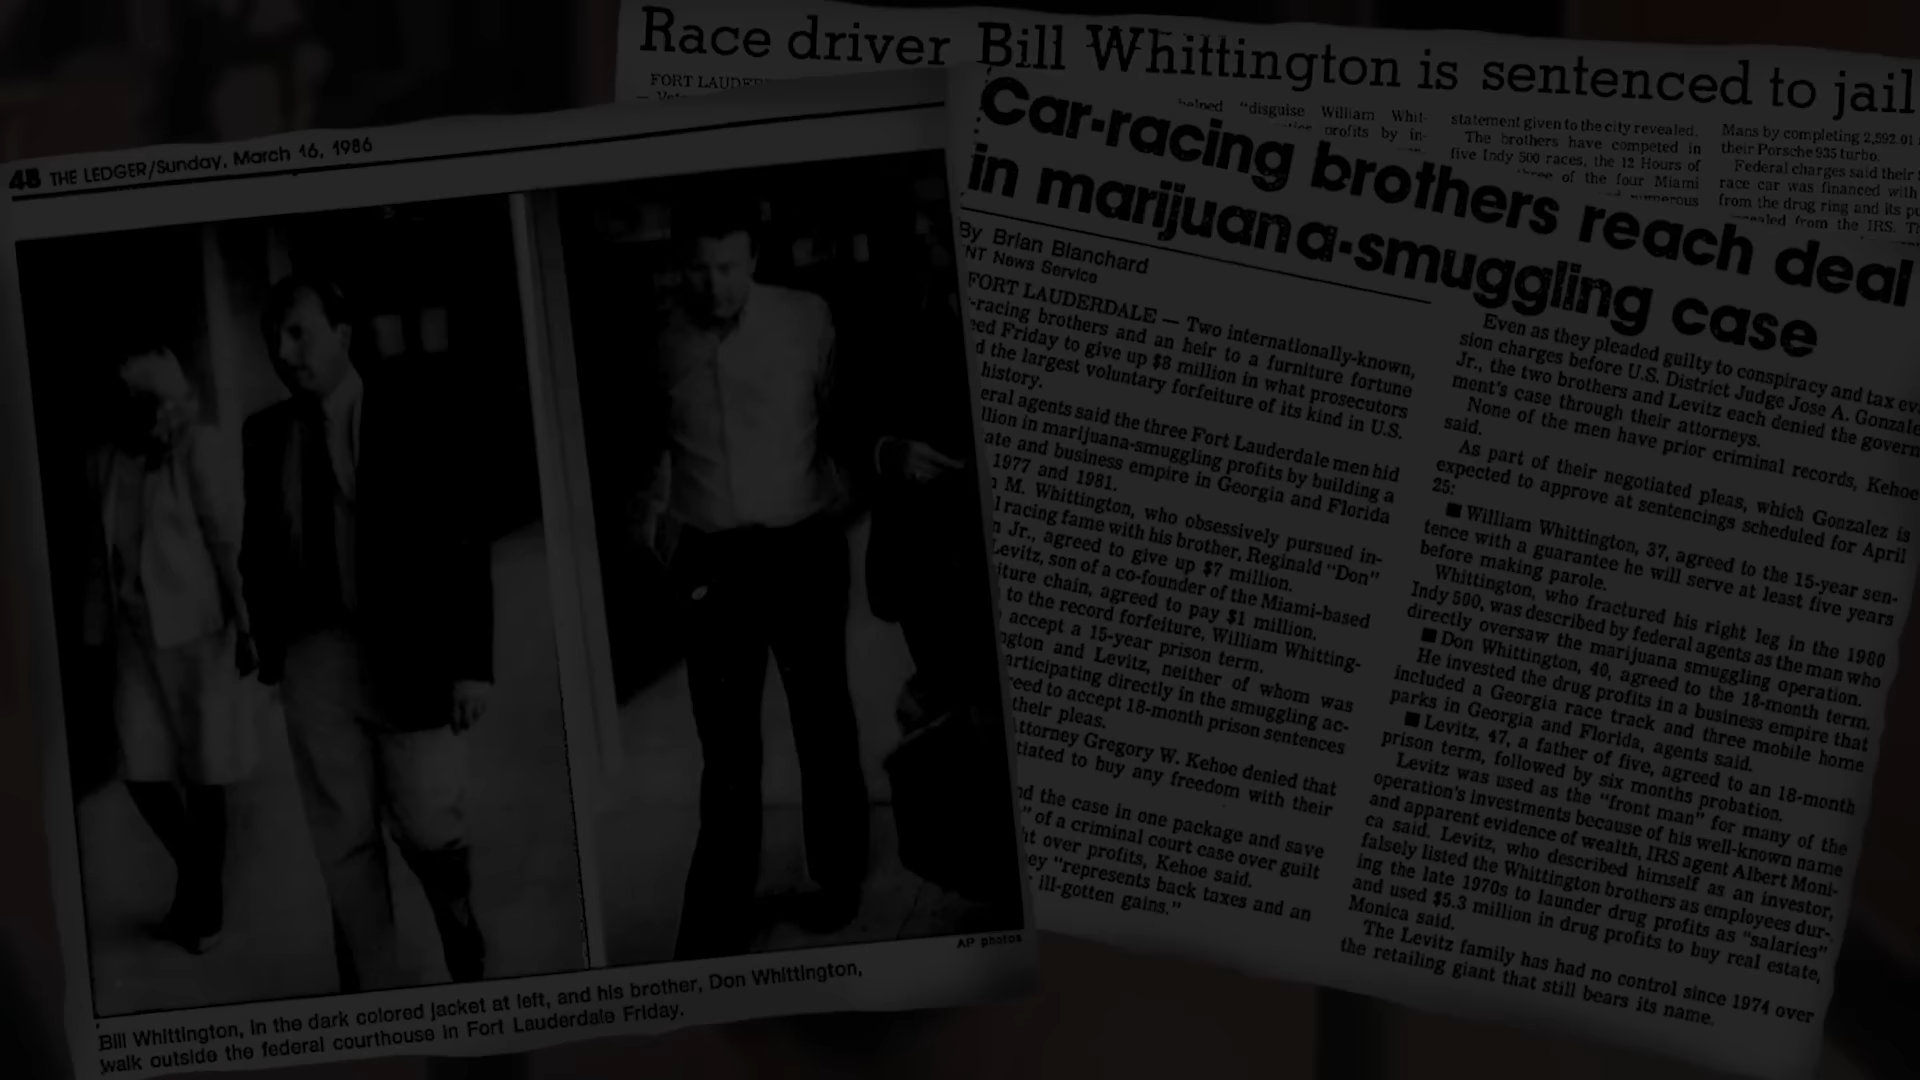 Race driver Bill Whittington is sentenced to jail
FORT LAUDER
helped "disguise William Whit-
profits by in-
statement given to the city revealed.
The brothers have competed in
five Indy 500 races, the 12 Hours of
of the four Miami
numerous
Mans by completing 2,592.01
their Porsche 935 turbo.
Federal charges said their
race car was financed with
from the drug ring and its pu
from the IRS. T
4B THE LEDGER/Sunday, March 16, 1986
AP photos
Bill Whittington, in the dark colored jacket at left, and his brother, Don Whittington,
walk outside the federal courthouse in Fort Lauderdale Friday.
Car-racing brothers reach deal
in marijuana-smuggling case
By Brian Blanchard
NT News Service
FORT LAUDERDALE — Two internationally-known,
-racing brothers and an heir to a furniture fortune
eed Friday to give up $8 million in what prosecutors
d the largest voluntary forfeiture of its kind in U.S.
history.
eral agents said the three Fort Lauderdale men hid
llion in marijuana-smuggling profits by building a
ate and business empire in Georgia and Florida
1977 and 1981.
M. Whittington, who obsessively pursued in-
l racing fame with his brother, Reginald "Don"
n Jr., agreed to give up $7 million.
Levitz, son of a co-founder of the Miami-based
iture chain, agreed to pay $1 million.
to the record forfeiture, William Whitting-
accept a 15-year prison term.
ngton and Levitz, neither of whom was
articipating directly in the smuggling ac-
reed to accept 18-month prison sentences
their pleas.
Attorney Gregory W. Kehoe denied that
tiated to buy any freedom with their
nd the case in one package and save
" of a criminal court case over guilt
ht over profits, Kehoe said.
ey "represents back taxes and an
ill-gotten gains."
Even as they pleaded guilty to conspiracy and tax ev
sion charges before U.S. District Judge Jose A. Gonzale
Jr., the two brothers and Levitz each denied the govern
ment's case through their attorneys.
None of the men have prior criminal records, Kehoe
said.
As part of their negotiated pleas, which Gonzalez is
expected to approve at sentencings scheduled for April
25:
■ William Whittington, 37, agreed to the 15-year sen-
tence with a guarantee he will serve at least five years
before making parole.
Whittington, who fractured his right leg in the 1980
Indy 500, was described by federal agents as the man who
directly oversaw the marijuana smuggling operation.
■ Don Whittington, 40, agreed to the 18-month term.
He invested the drug profits in a business empire that
included a Georgia race track and three mobile home
parks in Georgia and Florida, agents said.
■ Levitz, 47, a father of five, agreed to an 18-month
prison term, followed by six months probation.
Levitz was used as the "front man" for many of the
operation's investments because of his well-known name
and apparent evidence of wealth, IRS agent Albert Moni-
ca said. Levitz, who described himself as an investor,
falsely listed the Whittington brothers as employees dur-
ing the late 1970s to launder drug profits as "salaries"
and used $5.3 million in drug profits to buy real estate,
Monica said.
The Levitz family has had no control since 1974 over
the retailing giant that still bears its name.